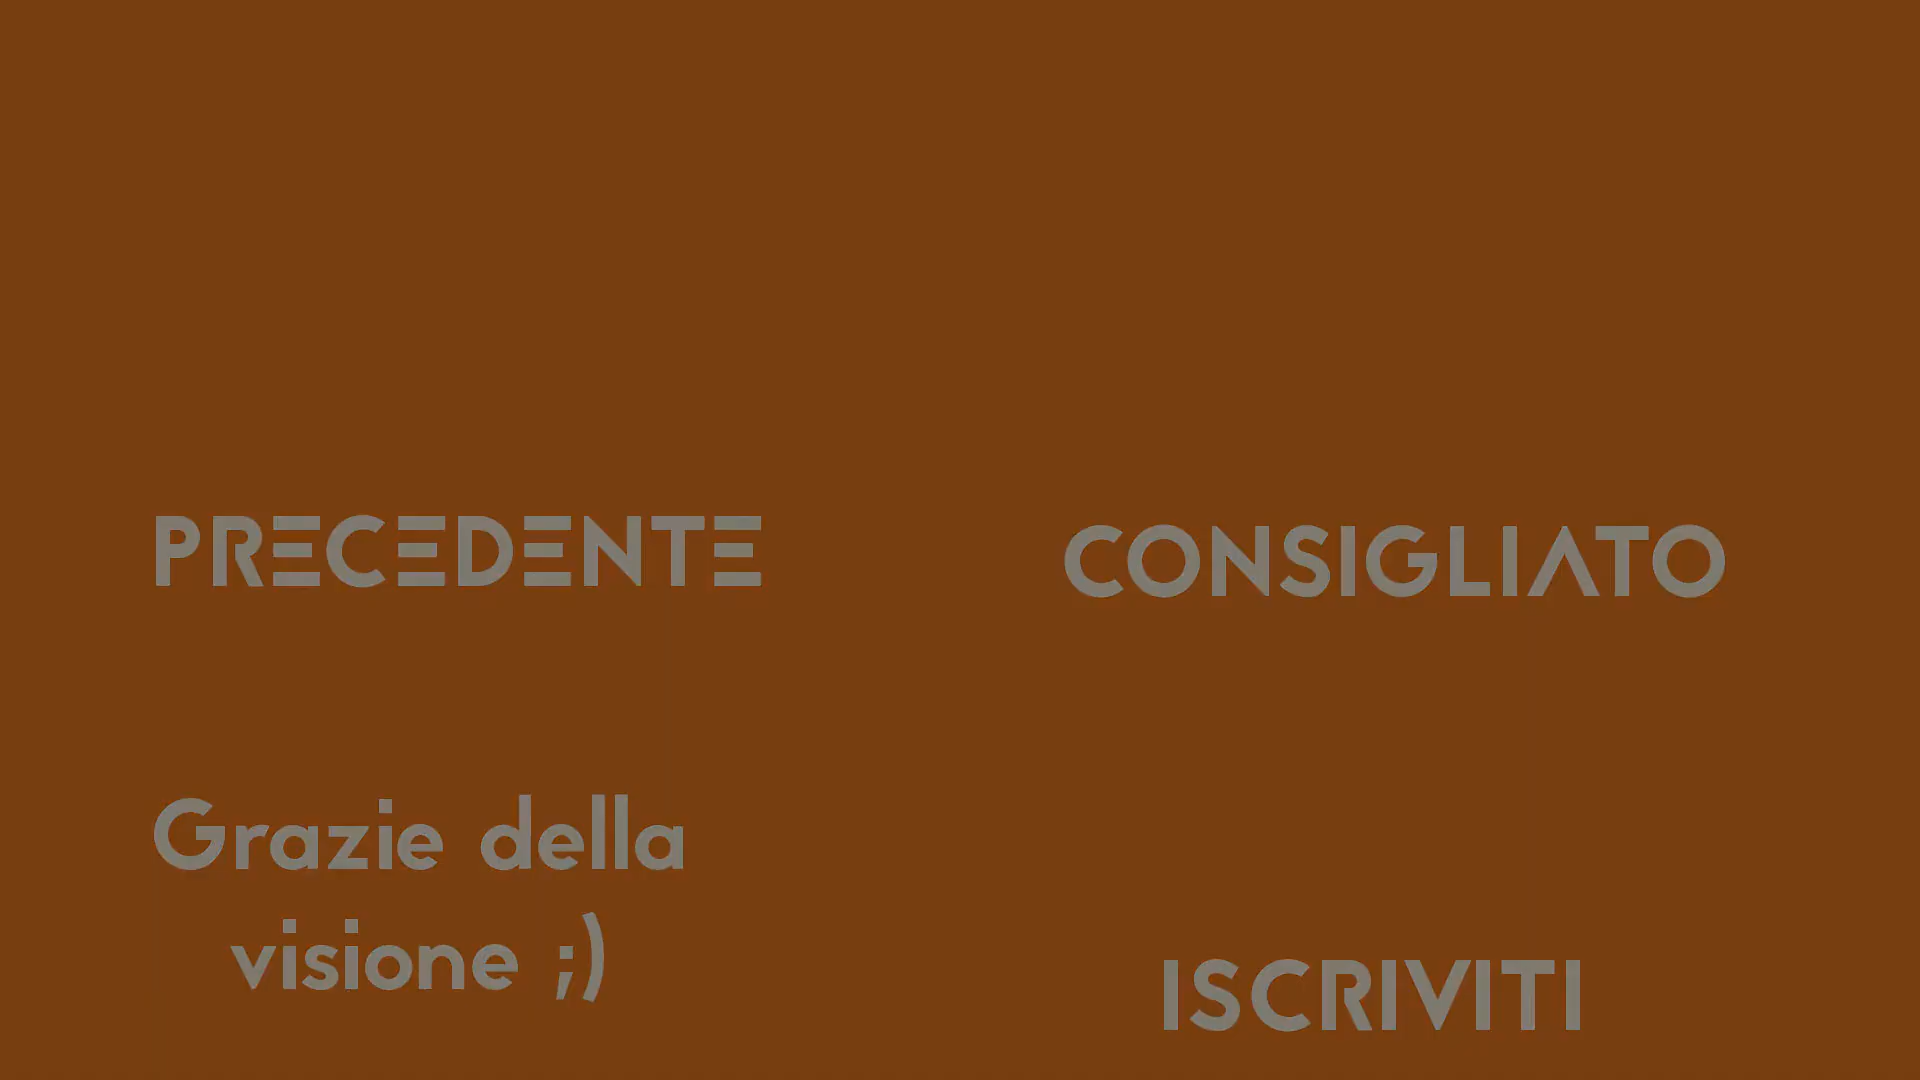 PRECEDENTE
CONSIGLIATO
Grazie della
visione ;)
ISCRIVITI